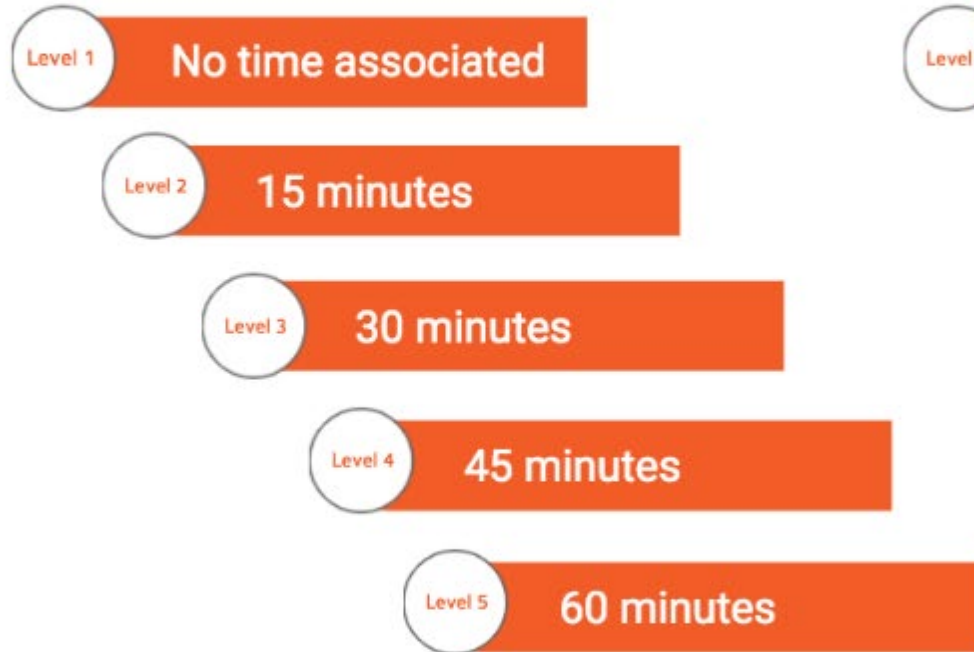 Level 1
No time associated
Level
Level 2
15 minutes
Level 3
30 minutes
Level 4
45 minutes
Level 5
60 minutes